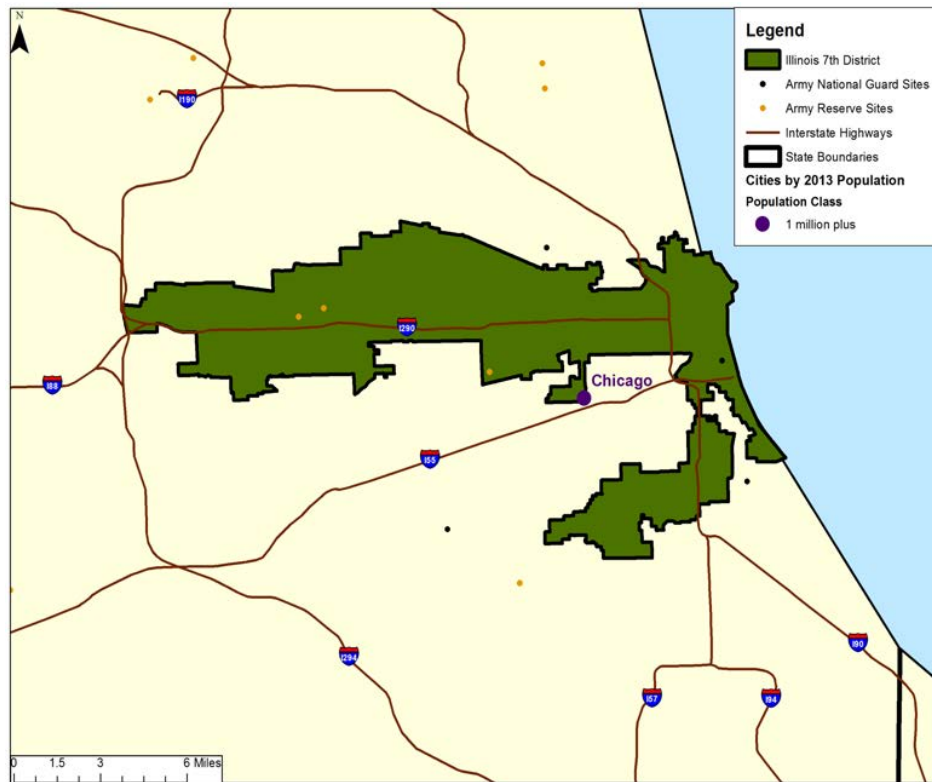 N
Legend
Illinois 7th District
Army National Guard Sites
Army Reserve Sites
Interstate Highways
State Boundaries
Cities by 2013 Population
Population Class
1 million plus
I190
I290
I88
Chicago
I55
I294
I90
I57
I94
0 1.5 3 6 Miles